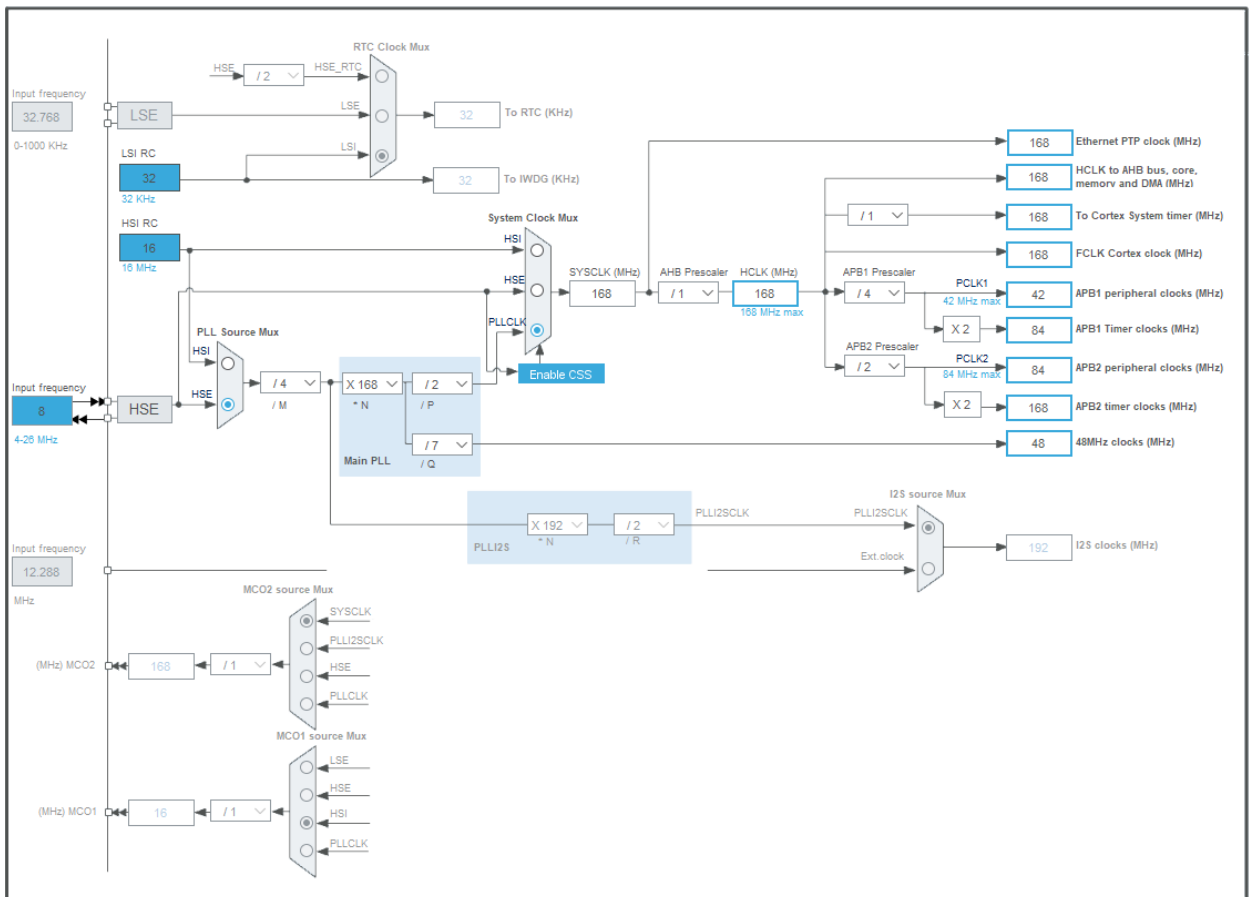 RTC Clock Mux
HSE
/ 2
HSE_RTC
Input frequency
32.768
0-1000 KHz
LSE
LSE
32
To RTC (KHz)
LSI RC
32
32 KHz
LSI
32
To IWDG (KHz)
HSI RC
16
16 MHz
System Clock Mux
HSI
HSE
PLLCLK
Enable CSS
SYSCLK (MHz)
168
AHB Prescaler
/ 1
HCLK (MHz)
168
168 MHz max
168
Ethernet PTP clock (MHz)
168
HCLK to AHB bus, core,
memory and DMA (MHz)
/ 1
168
To Cortex System timer (MHz)
168
FCLK Cortex clock (MHz)
APB1 Prescaler
/ 4
PCLK1
42 MHz max
42
APB1 peripheral clocks (MHz)
X 2
84
APB1 Timer clocks (MHz)
APB2 Prescaler
/ 2
PCLK2
84 MHz max
84
APB2 peripheral clocks (MHz)
X 2
168
APB2 timer clocks (MHz)
48
48MHz clocks (MHz)
PLL Source Mux
HSI
HSE
Input frequency
8
4-26 MHz
HSE
/ 4
/ M
X 168
* N
/ 2
/ P
/ 7
/ Q
Main PLL
X 192
* N
/ 2
/ R
PLLI2S
PLLI2SCLK
I2S source Mux
PLLI2SCLK
Ext.clock
192
I2S clocks (MHz)
Input frequency
12.288
MHz
MCO2 source Mux
SYSCLK
PLLI2SCLK
HSE
PLLCLK
(MHz) MCO2
168
/ 1
MCO1 source Mux
LSE
HSE
HSI
PLLCLK
(MHz) MCO1
16
/ 1